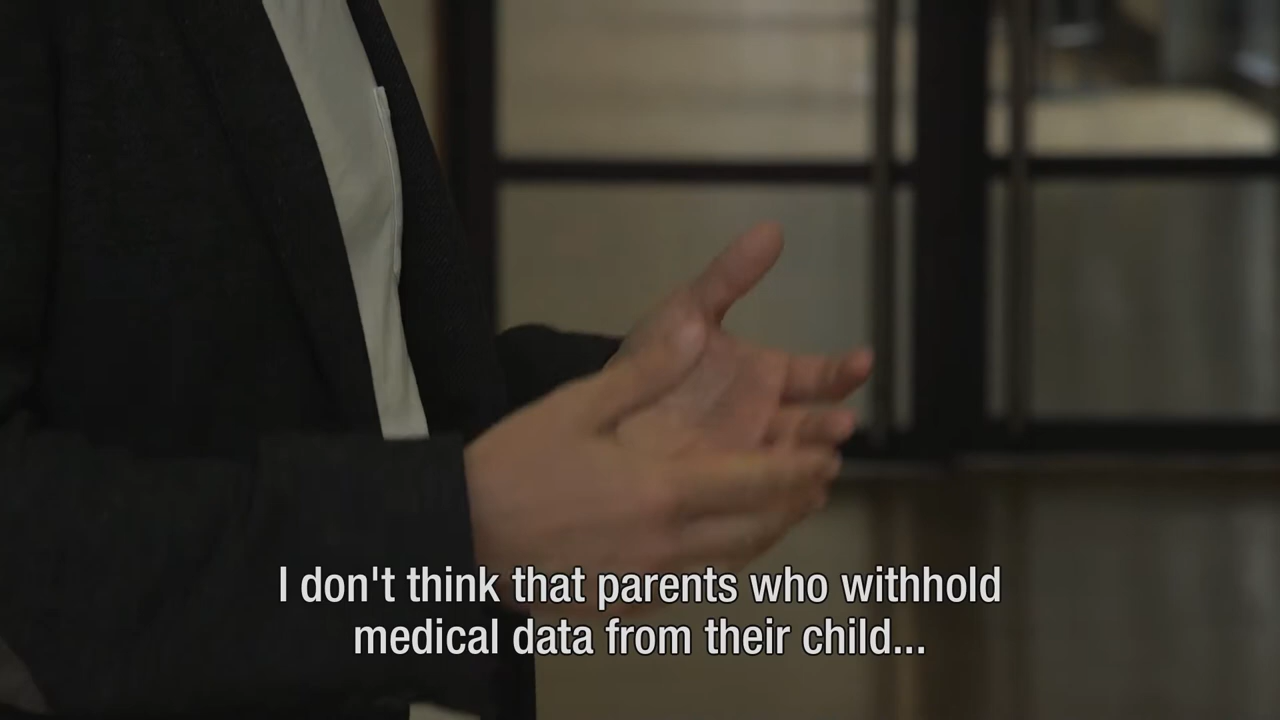 I don't think that parents who withhold
medical data from their child...